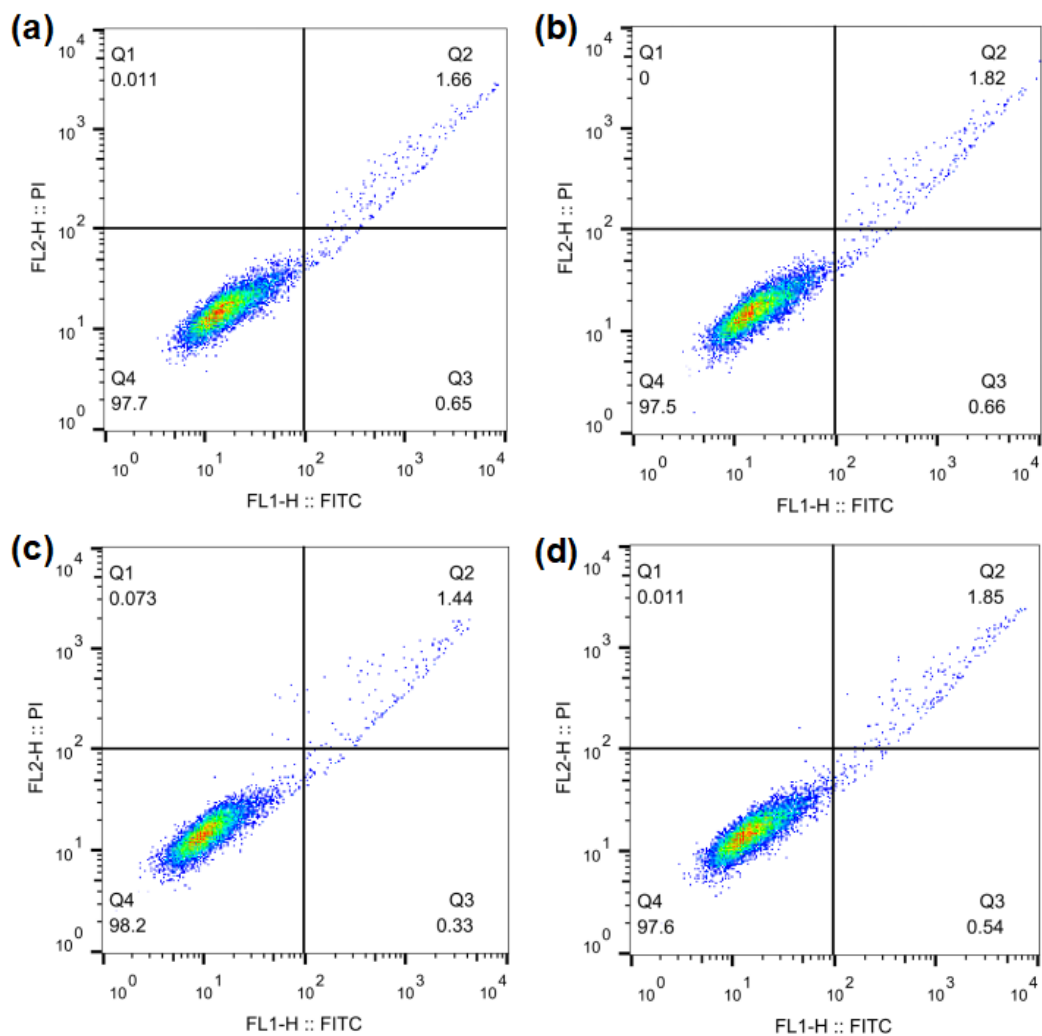 (a)
10^4
Q1
0.011
Q2
1.66
10^3
FL2-H :: PI
10^2
10^1
Q4
97.7
Q3
0.65
10^0
10^0 10^1 10^2 10^3 10^4
FL1-H :: FITC
(b)
10^4
Q1
0
Q2
1.82
10^3
FL2-H :: PI
10^2
10^1
Q4
97.5
Q3
0.66
10^0
10^0 10^1 10^2 10^3 10^4
FL1-H :: FITC
(c)
10^4
Q1
0.073
Q2
1.44
10^3
FL2-H :: PI
10^2
10^1
Q4
98.2
Q3
0.33
10^0
10^0 10^1 10^2 10^3 10^4
FL1-H :: FITC
(d)
10^4
Q1
0.011
Q2
1.85
10^3
FL2-H :: PI
10^2
10^1
Q4
97.6
Q3
0.54
10^0
10^0 10^1 10^2 10^3 10^4
FL1-H :: FITC